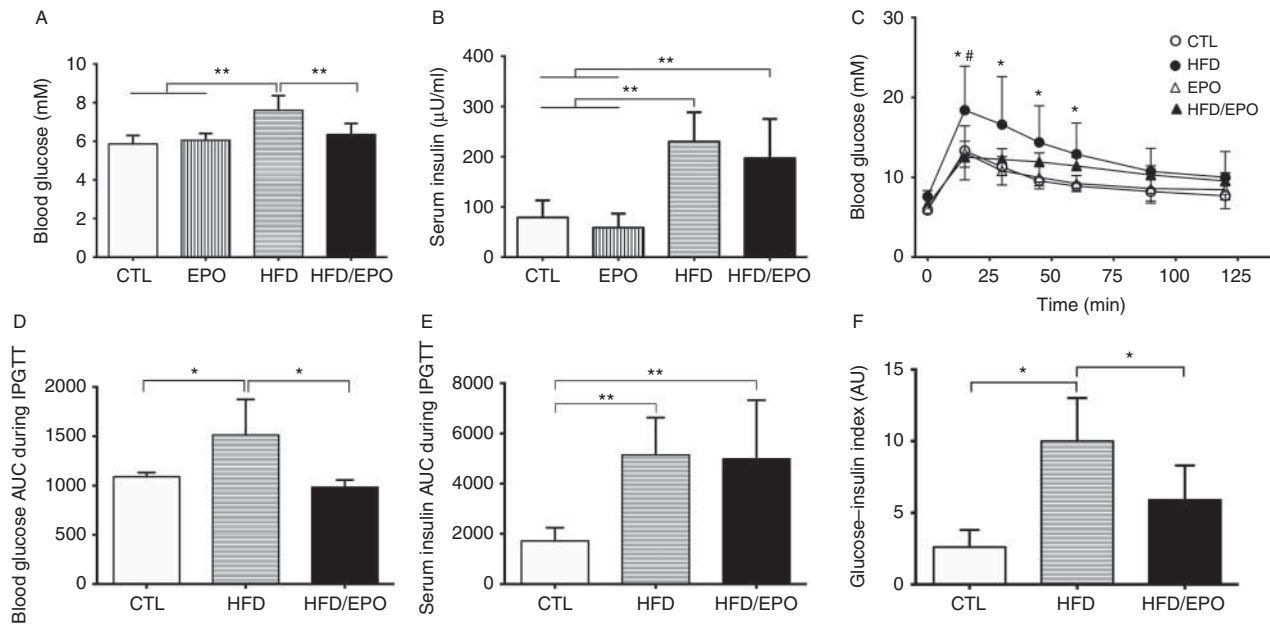 A
Blood glucose (mM)
10
8
6
4
2
0
**
**
CTL
EPO
HFD
HFD/EPO
B
Serum insulin (μU/ml)
400
300
200
100
0
**
**
CTL
EPO
HFD
HFD/EPO
C
Blood glucose (mM)
30
20
10
0
* #
*
*
*
CTL
HFD
EPO
HFD/EPO
0
25
50
75
100
125
Time (min)
D
Blood glucose AUC during IPGTT
2000
1500
1000
500
0
*
*
CTL
HFD
HFD/EPO
E
Serum insulin AUC during IPGTT
8000
6000
4000
2000
0
**
**
CTL
HFD
HFD/EPO
F
Glucose–insulin index (AU)
15
10
5
0
*
*
CTL
HFD
HFD/EPO